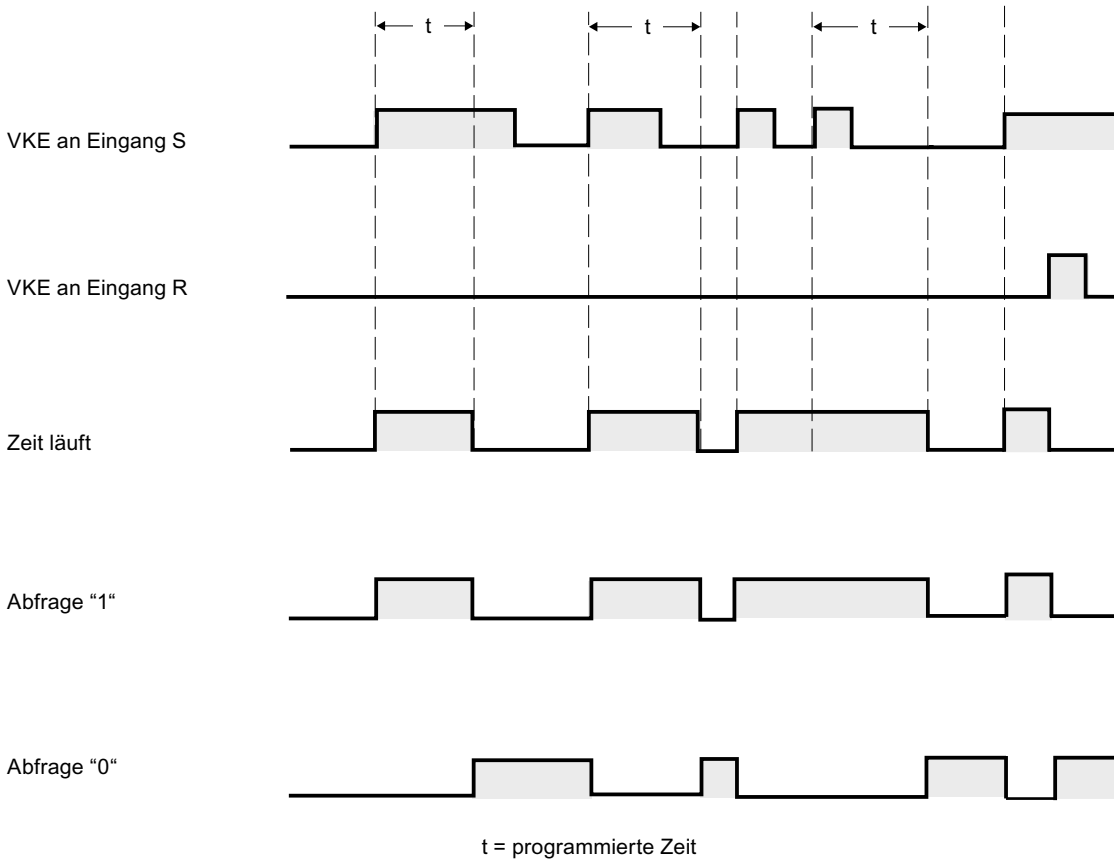 t t t
VKE an Eingang S
VKE an Eingang R
Zeit läuft
Abfrage “1“
Abfrage “0“
t = programmierte Zeit